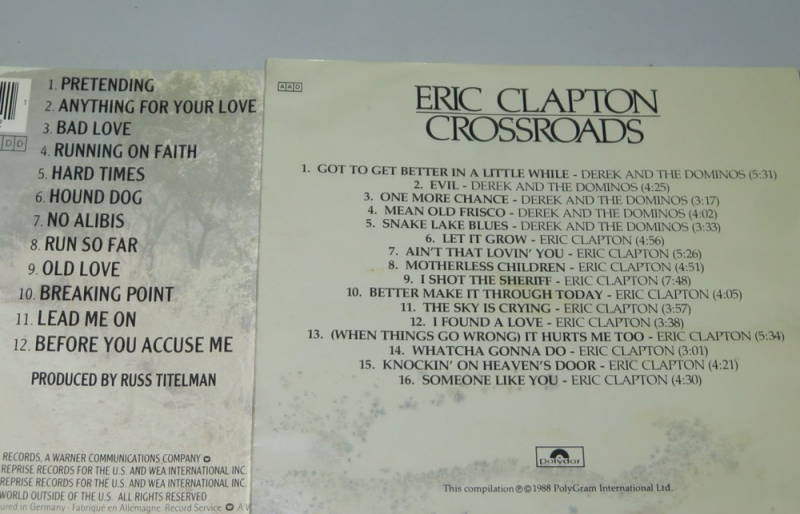 1. PRETENDING
2. ANYTHING FOR YOUR LOVE
3. BAD LOVE
4. RUNNING ON FAITH
5. HARD TIMES
6. HOUND DOG
7. NO ALIBIS
8. RUN SO FAR
9. OLD LOVE
10. BREAKING POINT
11. LEAD ME ON
12. BEFORE YOU ACCUSE ME
PRODUCED BY RUSS TITELMAN
RECORDS, A WARNER COMMUNICATIONS COMPANY
REPRISE RECORDS FOR THE U.S. AND WEA INTERNATIONAL INC.
REPRISE RECORDS FOR THE U.S. AND WEA INTERNATIONAL INC.
WORLD OUTSIDE OF THE U.S. ALL RIGHTS RESERVED
in Germany · Fabriqué en Allemagne. Record Service
DD
AAD
ERIC CLAPTON
CROSSROADS
1. GOT TO GET BETTER IN A LITTLE WHILE - DEREK AND THE DOMINOS (5:31)
2. EVIL - DEREK AND THE DOMINOS (4:25)
3. ONE MORE CHANCE - DEREK AND THE DOMINOS (3:17)
4. MEAN OLD FRISCO - DEREK AND THE DOMINOS (4:02)
5. SNAKE LAKE BLUES - DEREK AND THE DOMINOS (3:33)
6. LET IT GROW - ERIC CLAPTON (4:56)
7. AIN'T THAT LOVIN' YOU - ERIC CLAPTON (5:26)
8. MOTHERLESS CHILDREN - ERIC CLAPTON (4:51)
9. I SHOT THE SHERIFF - ERIC CLAPTON (7:48)
10. BETTER MAKE IT THROUGH TODAY - ERIC CLAPTON (4:05)
11. THE SKY IS CRYING - ERIC CLAPTON (3:57)
12. I FOUND A LOVE - ERIC CLAPTON (3:38)
13. (WHEN THINGS GO WRONG) IT HURTS ME TOO - ERIC CLAPTON (5:34)
14. WHATCHA GONNA DO - ERIC CLAPTON (3:01)
15. KNOCKIN' ON HEAVEN'S DOOR - ERIC CLAPTON (4:21)
16. SOMEONE LIKE YOU - ERIC CLAPTON (4:30)
Polydor
This compilation ℗©1988 PolyGram International Ltd.